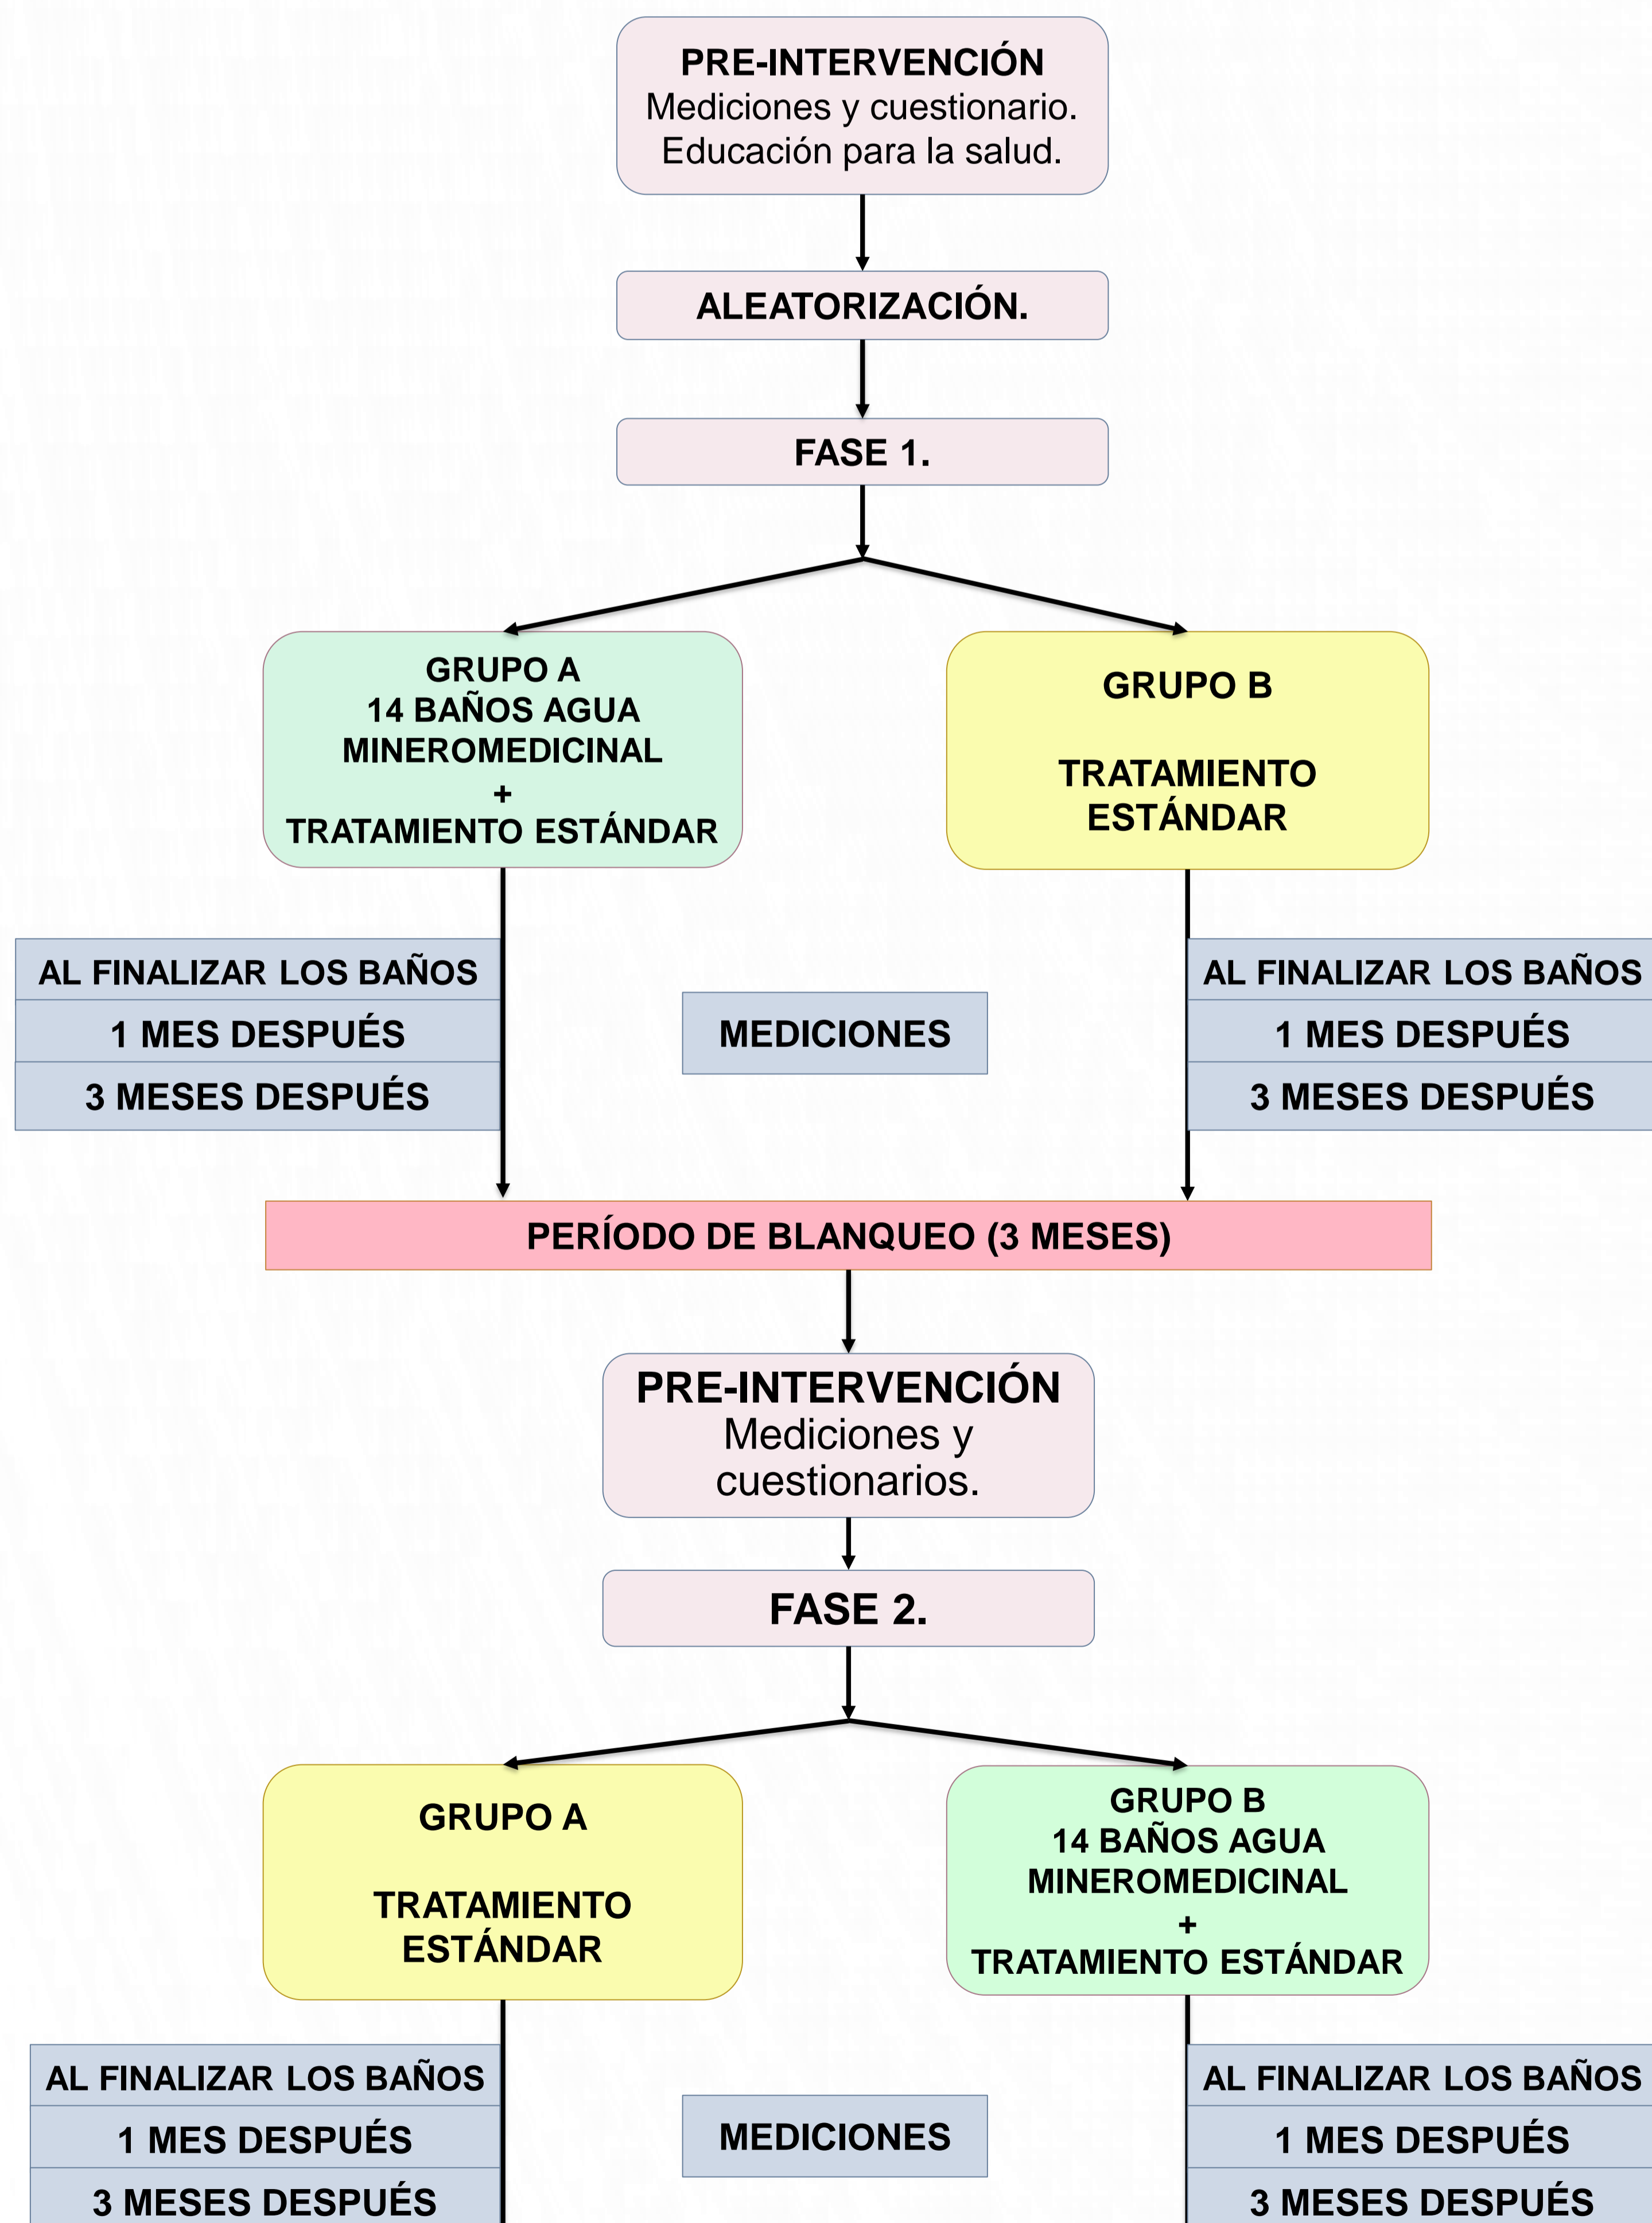 PRE-INTERVENCIÓN
Mediciones y cuestionario.
Educación para la salud.
ALEATORIZACIÓN.
FASE 1.
GRUPO A
14 BAÑOS AGUA
MINEROMEDICINAL
+
TRATAMIENTO ESTÁNDAR
GRUPO B
TRATAMIENTO
ESTÁNDAR
AL FINALIZAR LOS BAÑOS
1 MES DESPUÉS
3 MESES DESPUÉS
MEDICIONES
AL FINALIZAR LOS BAÑOS
1 MES DESPUÉS
3 MESES DESPUÉS
PERÍODO DE BLANQUEO (3 MESES)
PRE-INTERVENCIÓN
Mediciones y
cuestionarios.
FASE 2.
GRUPO A
TRATAMIENTO
ESTÁNDAR
GRUPO B
14 BAÑOS AGUA
MINEROMEDICINAL
+
TRATAMIENTO ESTÁNDAR
AL FINALIZAR LOS BAÑOS
1 MES DESPUÉS
3 MESES DESPUÉS
MEDICIONES
AL FINALIZAR LOS BAÑOS
1 MES DESPUÉS
3 MESES DESPUÉS